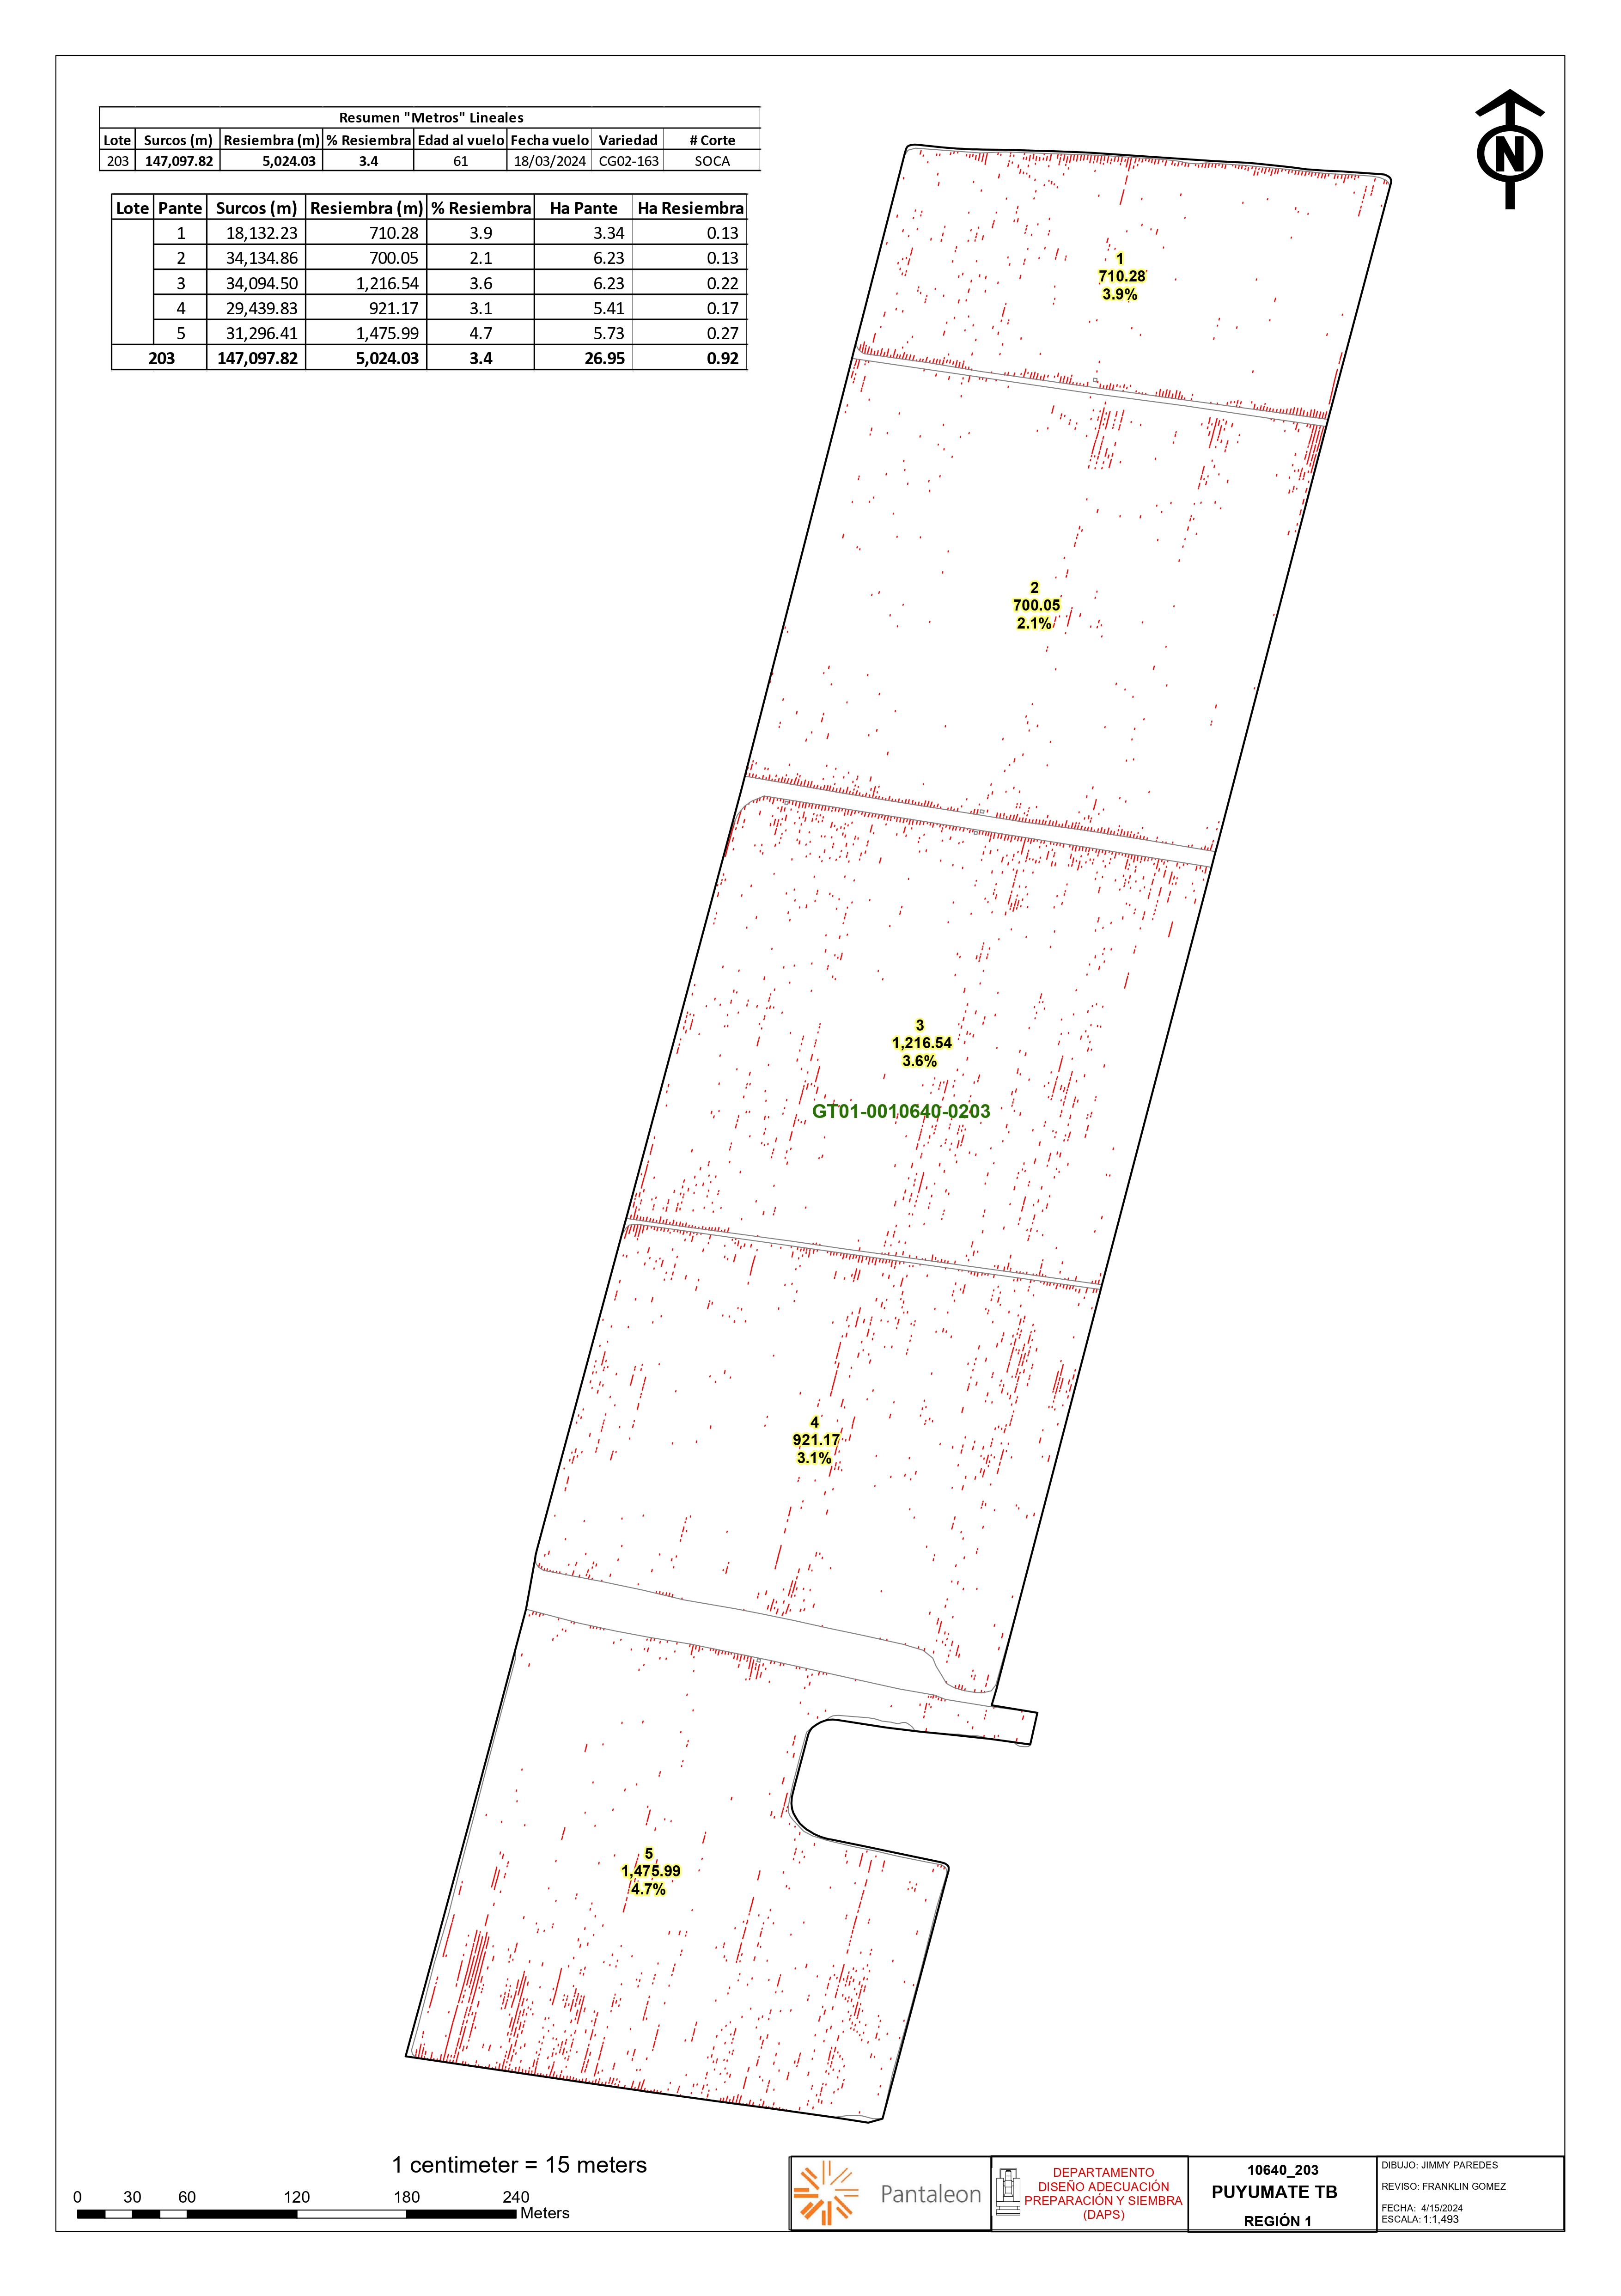 Resumen "Metros" Lineales
Lote Surcos (m) Resiembra (m) % Resiembra Edad al vuelo Fecha vuelo Variedad # Corte
203 147,097.82 5,024.03 3.4 61 18/03/2024 CG02-163 SOCA
Lote Pante Surcos (m) Resiembra (m) % Resiembra Ha Pante Ha Resiembra
1 18,132.23 710.28 3.9 3.34 0.13
2 34,134.86 700.05 2.1 6.23 0.13
3 34,094.50 1,216.54 3.6 6.23 0.22
4 29,439.83 921.17 3.1 5.41 0.17
5 31,296.41 1,475.99 4.7 5.73 0.27
203 147,097.82 5,024.03 3.4 26.95 0.92
N
1
710.28
3.9%
2
700.05
2.1%
3
1,216.54
3.6%
GT01-0010640-0203
4
921.17
3.1%
5
1,475.99
4.7%
1 centimeter = 15 meters
0 30 60 120 180 240
Meters
Pantaleon
DEPARTAMENTO
DISEÑO ADECUACIÓN
PREPARACIÓN Y SIEMBRA
(DAPS)
10640_203
PUYUMATE TB
REGIÓN 1
DIBUJO: JIMMY PAREDES
REVISO: FRANKLIN GOMEZ
FECHA: 4/15/2024
ESCALA: 1:1,493